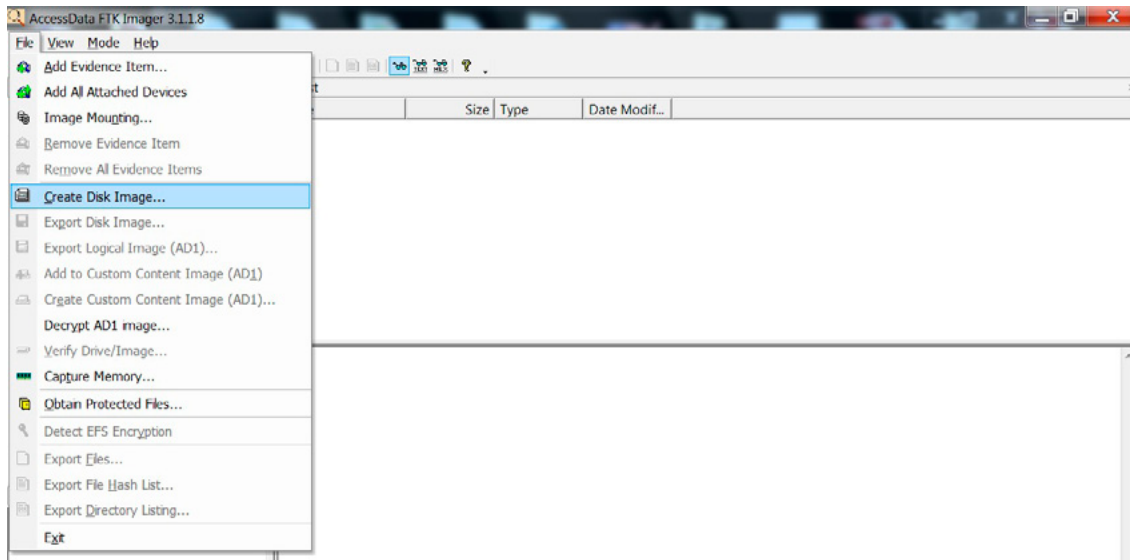 AccessData FTK Imager 3.1.1.8
File View Mode Help
Add Evidence Item...
Add All Attached Devices
Image Mounting...
Remove Evidence Item
Remove All Evidence Items
Create Disk Image...
Export Disk Image...
Export Logical Image (AD1)...
Add to Custom Content Image (AD1)
Create Custom Content Image (AD1)...
Decrypt AD1 image...
Verify Drive/Image...
Capture Memory...
Obtain Protected Files...
Detect EFS Encryption
Export Files...
Export File Hash List...
Export Directory Listing...
Exit
Size Type Date Modif...